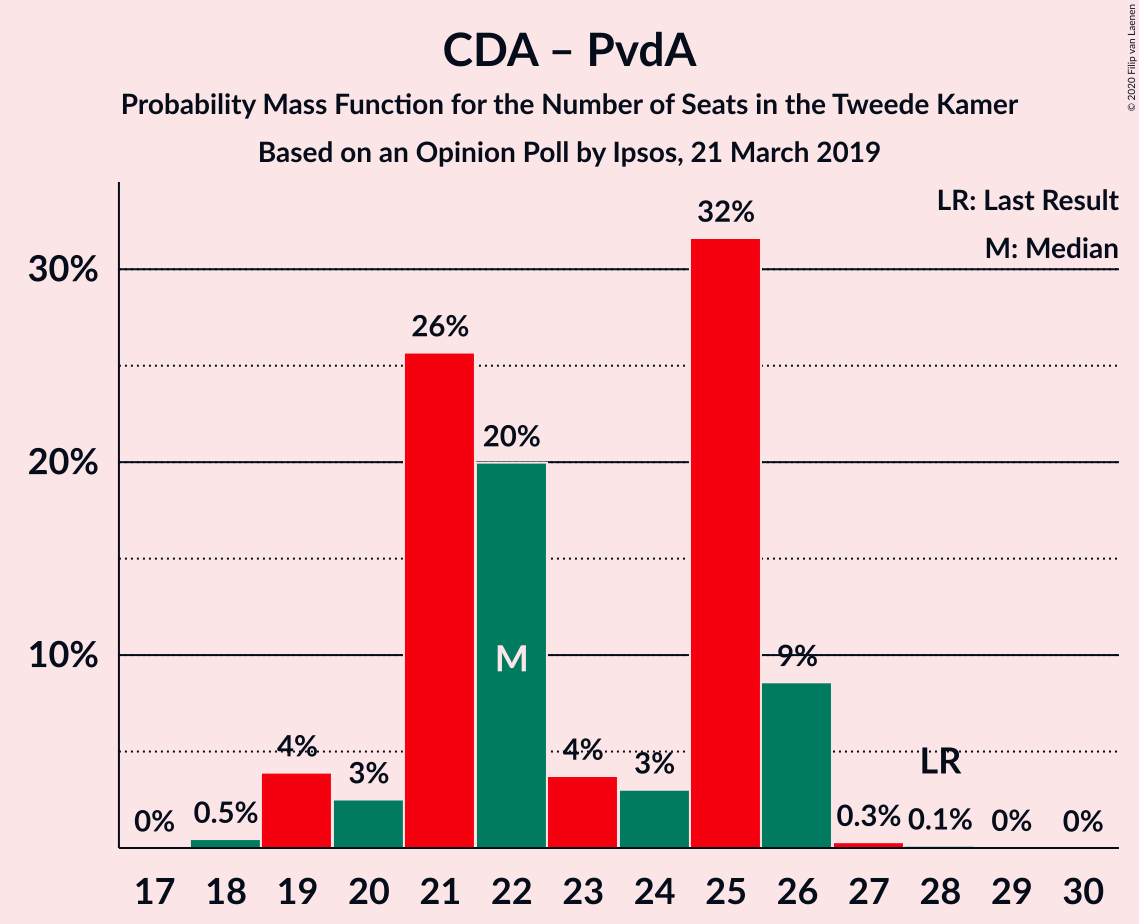 CDA – PvdA
Probability Mass Function for the Number of Seats in the Tweede Kamer
Based on an Opinion Poll by Ipsos, 21 March 2019
© 2020 Filip van Laenen
LR: Last Result
M: Median
30%
20%
10%
0%
0.5%
4%
3%
26%
20%
4%
3%
32%
9%
0.3%
0.1%
0%
0%
M
LR
17 18 19 20 21 22 23 24 25 26 27 28 29 30